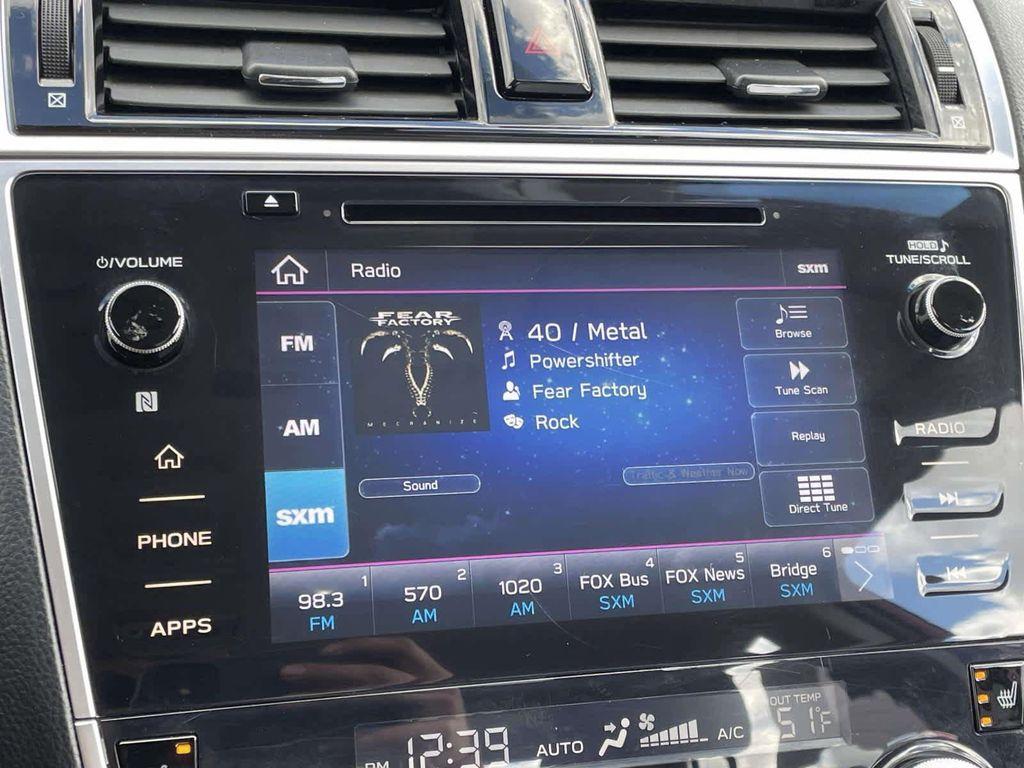 ⏻/VOLUME
HOLD
TUNE/SCROLL
Radio
sxm
FM
AM
sxm
FEAR
FACTORY
MECHANIZE
40 / Metal
Powershifter
Fear Factory
Rock
Sound
Traffic & Weather Now
Browse
Tune Scan
Replay
Direct Tune
RADIO
PHONE
APPS
98.3 1
FM
570 2
AM
1020 3
AM
FOX Bus 4
SXM
FOX News 5
SXM
Bridge 6
SXM
PM 12:39
AUTO
A/C
OUT TEMP
51°F